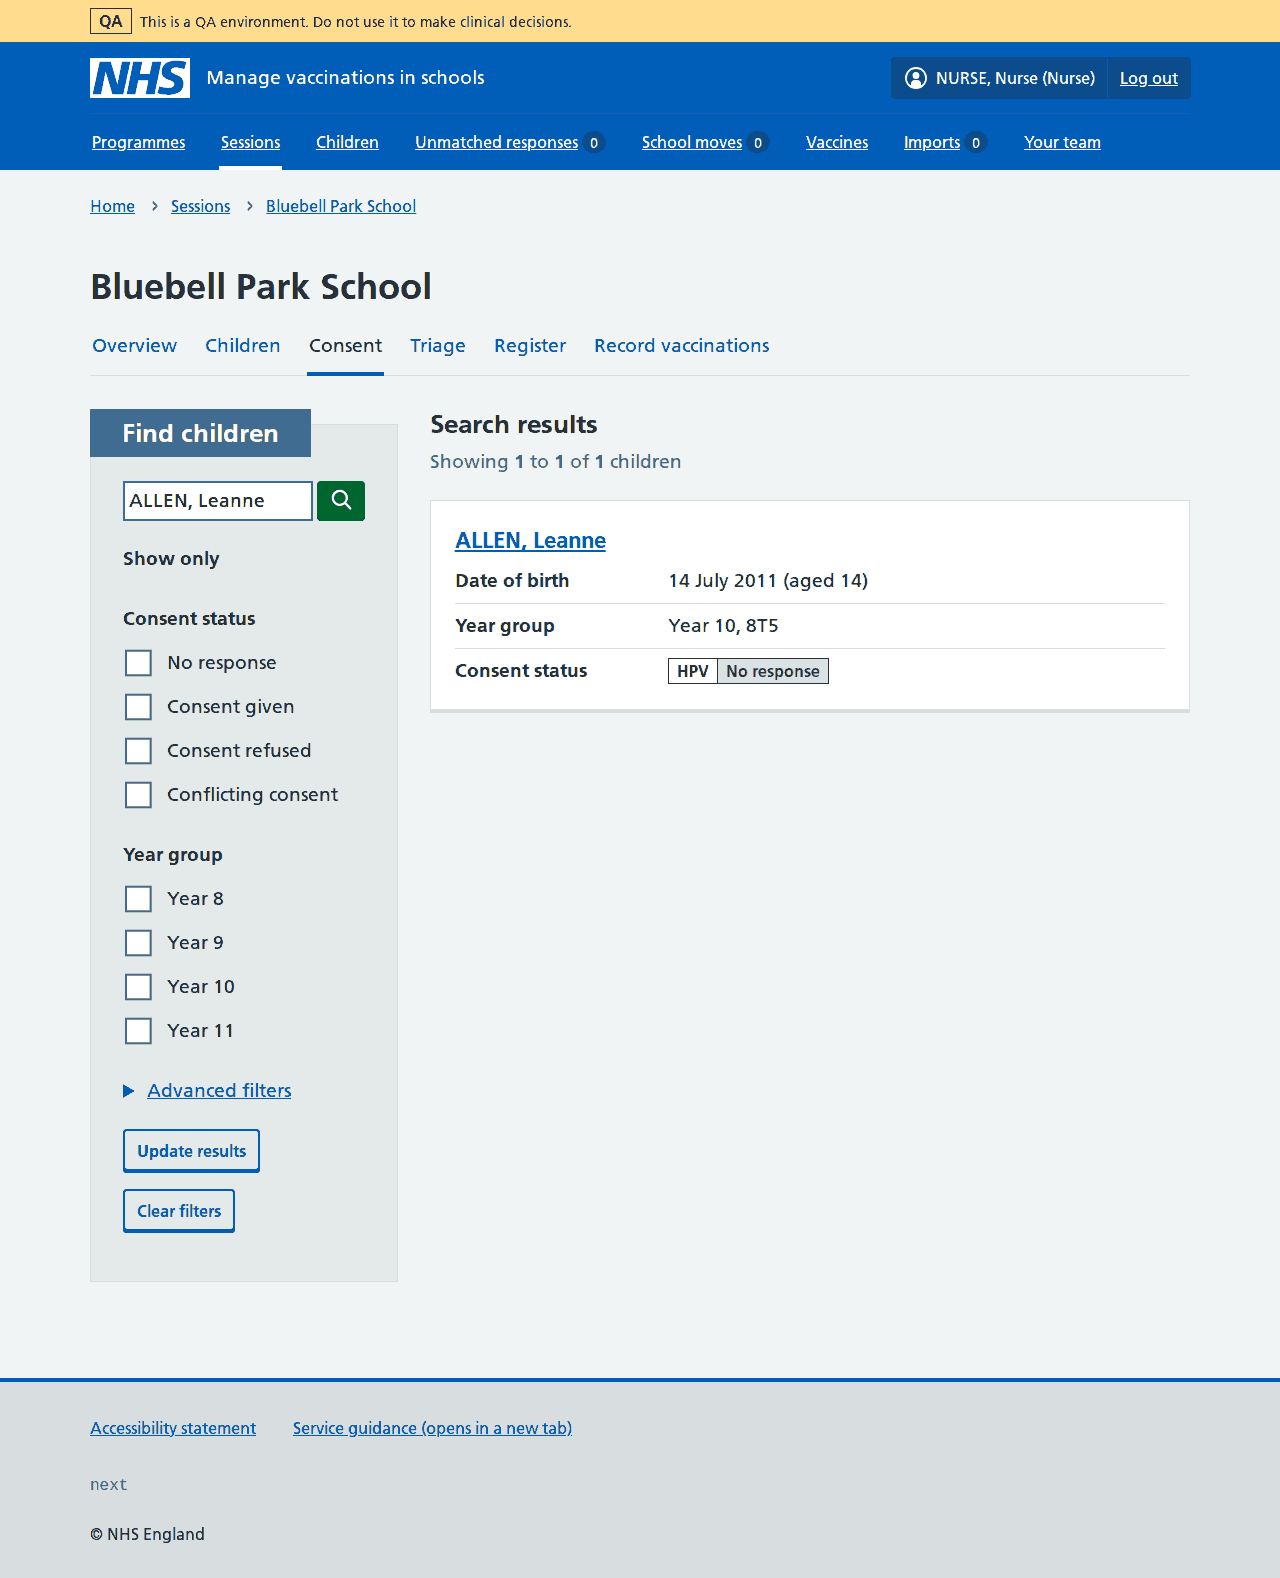 QA This is a QA environment. Do not use it to make clinical decisions.
NHS Manage vaccinations in schools NURSE, Nurse (Nurse) Log out
Programmes Sessions Children Unmatched responses 0 School moves 0 Vaccines Imports 0 Your team
Home Sessions Bluebell Park School
Bluebell Park School
Overview Children Consent Triage Register Record vaccinations
Find children
ALLEN, Leanne
Show only
Consent status
No response
Consent given
Consent refused
Conflicting consent
Year group
Year 8
Year 9
Year 10
Year 11
Advanced filters
Update results
Clear filters
Search results
Showing 1 to 1 of 1 children
ALLEN, Leanne
Date of birth 14 July 2011 (aged 14)
Year group Year 10, 8T5
Consent status HPV No response
Accessibility statement Service guidance (opens in a new tab)
next
© NHS England